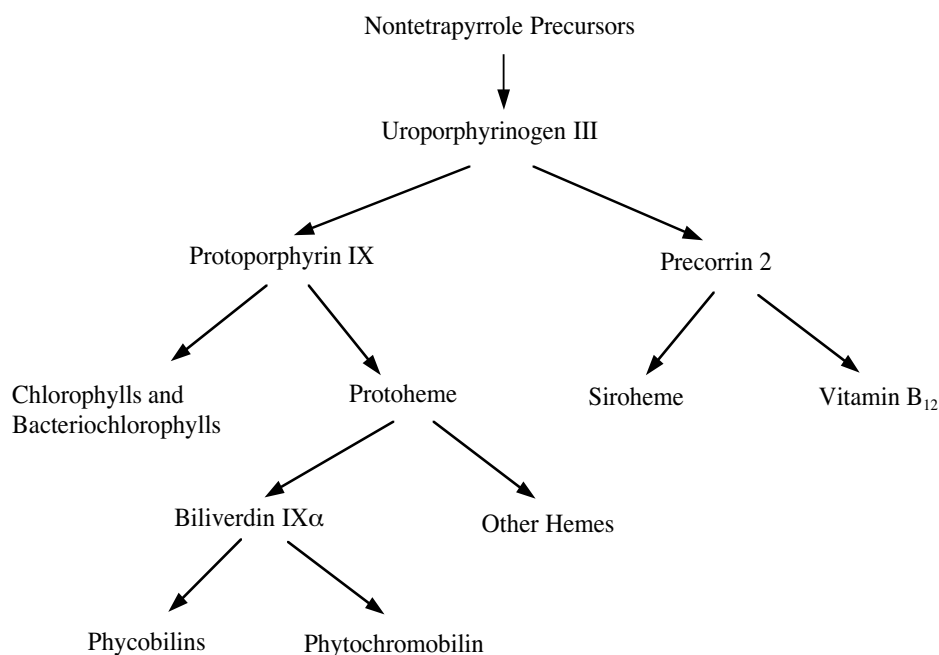 Nontetrapyrrole Precursors
Uroporphyrinogen III
Protoporphyrin IX
Precorrin 2
Chlorophylls and
Bacteriochlorophylls
Protoheme
Siroheme
Vitamin B₁₂
Biliverdin IXα
Other Hemes
Phycobilins
Phytochromobilin